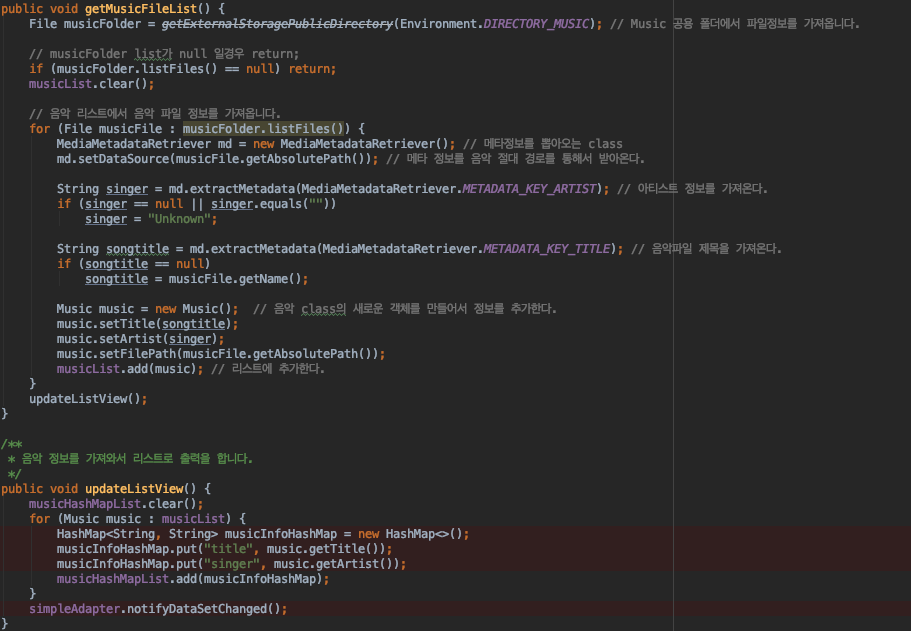 public void getMusicFileList() {
File musicFolder = getExternalStoragePublicDirectory(Environment.DIRECTORY_MUSIC); // Music 공용 폴더에서 파일정보를 가져옵니다.
// musicFolder list가 null 일경우 return;
if (musicFolder.listFiles() == null) return;
musicList.clear();
// 음악 리스트에서 음악 파일 정보를 가져옵니다.
for (File musicFile : musicFolder.listFiles()) {
MediaMetadataRetriever md = new MediaMetadataRetriever(); // 메타정보를 뽑아오는 class
md.setDataSource(musicFile.getAbsolutePath()); // 메타 정보를 음악 절대 경로를 통해서 받아온다.
String singer = md.extractMetadata(MediaMetadataRetriever.METADATA_KEY_ARTIST); // 아티스트 정보를 가져온다.
if (singer == null || singer.equals(""))
singer = "Unknown";
String songtitle = md.extractMetadata(MediaMetadataRetriever.METADATA_KEY_TITLE); // 음악파일 제목을 가져온다.
if (songtitle == null)
songtitle = musicFile.getName();
Music music = new Music(); // 음악 class의 새로운 객체를 만들어서 정보를 추가한다.
music.setTitle(songtitle);
music.setArtist(singer);
music.setFilePath(musicFile.getAbsolutePath());
musicList.add(music); // 리스트에 추가한다.
}
updateListView();
}
/**
* 음악 정보를 가져와서 리스트로 출력을 합니다.
*/
public void updateListView() {
musicHashMapList.clear();
for (Music music : musicList) {
HashMap<String, String> musicInfoHashMap = new HashMap<>();
musicInfoHashMap.put("title", music.getTitle());
musicInfoHashMap.put("singer", music.getArtist());
musicHashMapList.add(musicInfoHashMap);
}
simpleAdapter.notifyDataSetChanged();
}